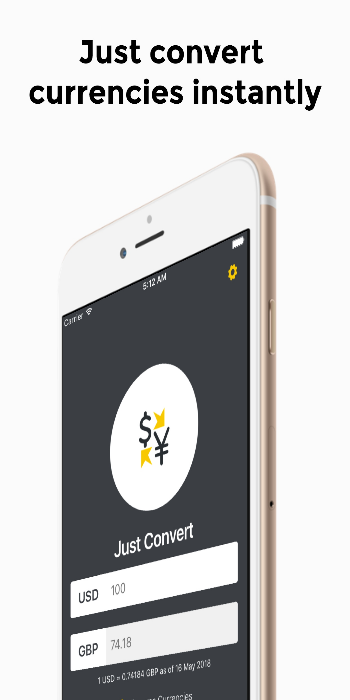 Just convert
currencies instantly
5:12 AM
Carrier
$
¥
Just Convert
USD 100
GBP 74.18
1 USD = 0.74184 GBP as of 16 May 2018
Currencies